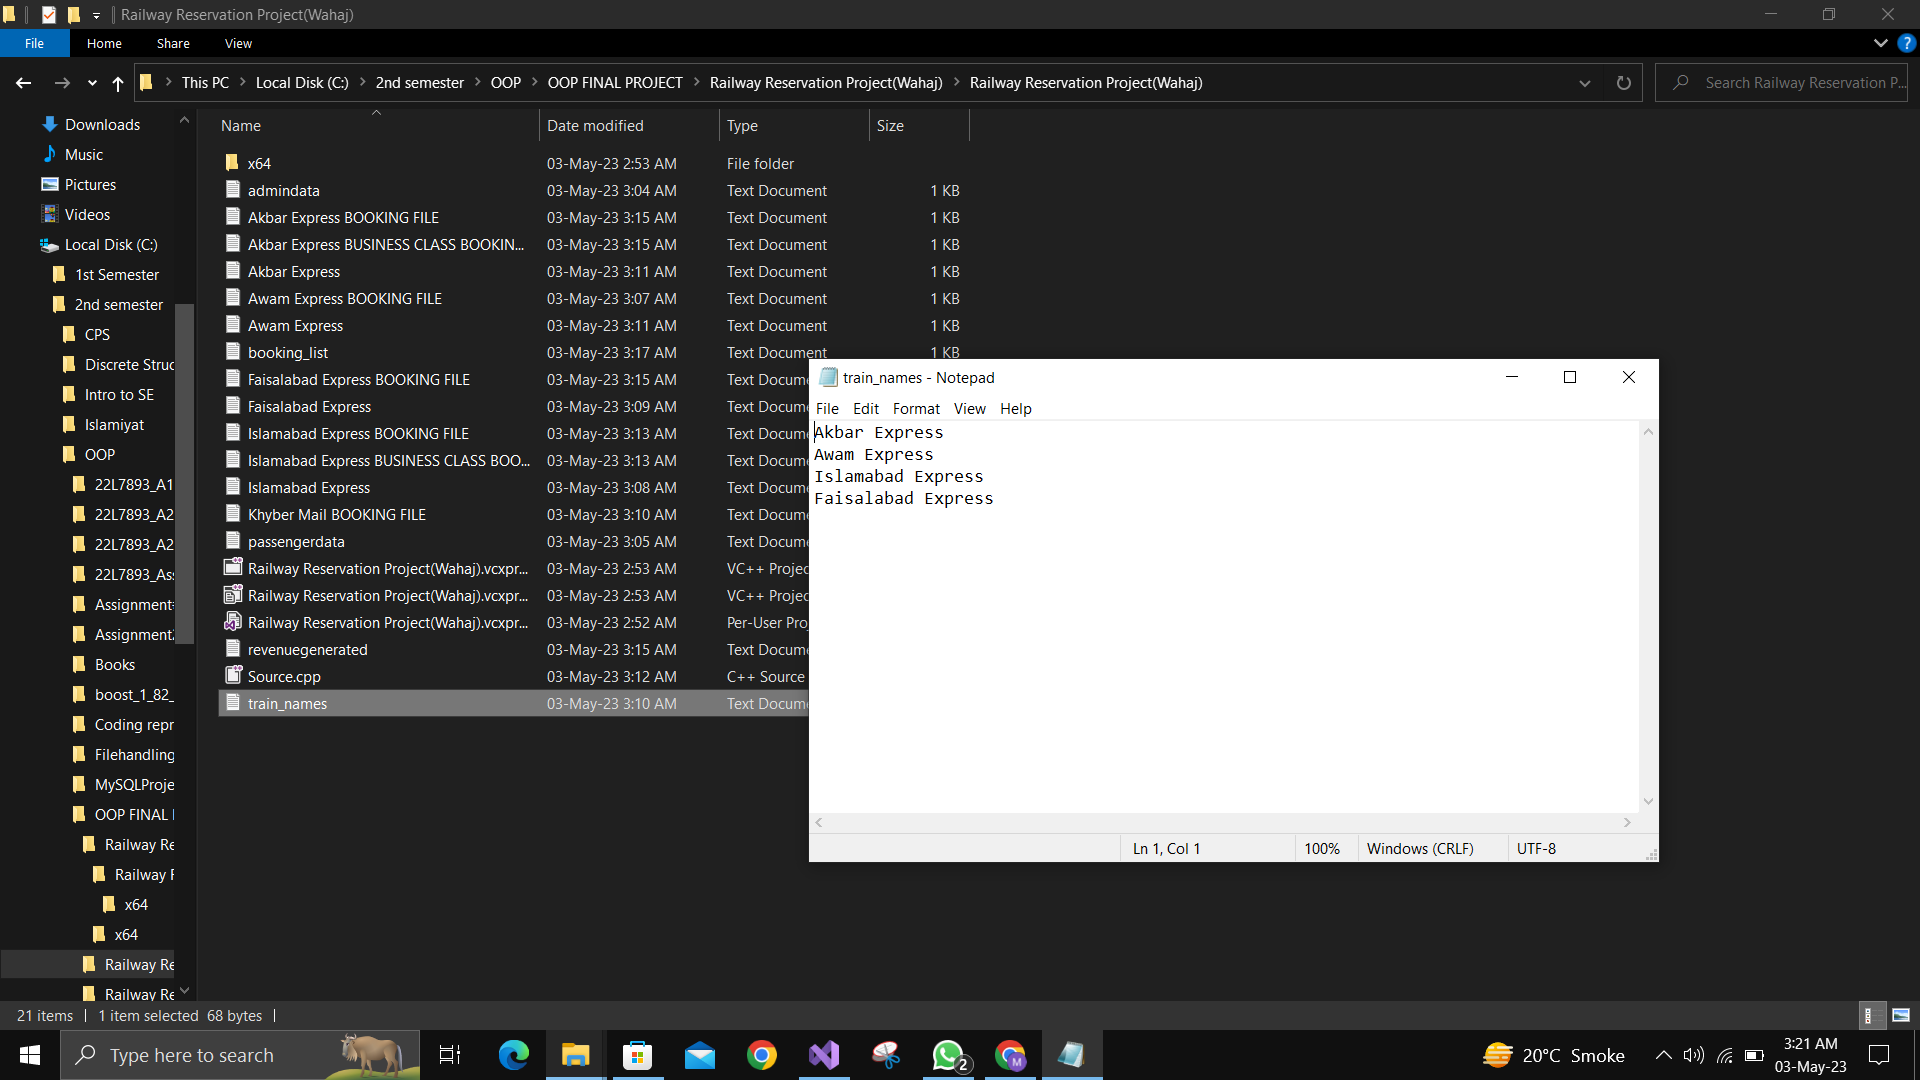 Railway Reservation Project(Wahaj)
File Home Share View
This PC Local Disk (C:) 2nd semester OOP OOP FINAL PROJECT Railway Reservation Project(Wahaj) Railway Reservation Project(Wahaj)
Search Railway Reservation P...
Downloads
Music
Pictures
Videos
Local Disk (C:)
1st Semester
2nd semester
CPS
Discrete Struc
Intro to SE
Islamiyat
OOP
22L7893_A1
22L7893_A2
22L7893_A2
22L7893_Ass
Assignment
Assignment
Books
boost_1_82_
Coding repr
Filehandling
MySQLProje
OOP FINAL
Railway Re
Railway
x64
x64
Railway Re
Railway Re
Name Date modified Type Size
x64 03-May-23 2:53 AM File folder
admindata 03-May-23 3:04 AM Text Document 1 KB
Akbar Express BOOKING FILE 03-May-23 3:15 AM Text Document 1 KB
Akbar Express BUSINESS CLASS BOOKIN... 03-May-23 3:15 AM Text Document 1 KB
Akbar Express 03-May-23 3:11 AM Text Document 1 KB
Awam Express BOOKING FILE 03-May-23 3:07 AM Text Document 1 KB
Awam Express 03-May-23 3:11 AM Text Document 1 KB
booking_list 03-May-23 3:17 AM Text Document 1 KB
Faisalabad Express BOOKING FILE 03-May-23 3:15 AM Text Docum
Faisalabad Express 03-May-23 3:09 AM Text Docum
Islamabad Express BOOKING FILE 03-May-23 3:13 AM Text Docum
Islamabad Express BUSINESS CLASS BOO... 03-May-23 3:13 AM Text Docum
Islamabad Express 03-May-23 3:08 AM Text Docum
Khyber Mail BOOKING FILE 03-May-23 3:10 AM Text Docum
passengerdata 03-May-23 3:05 AM Text Docum
Railway Reservation Project(Wahaj).vcxpr... 03-May-23 2:53 AM VC++ Projec
Railway Reservation Project(Wahaj).vcxpr... 03-May-23 2:53 AM VC++ Projec
Railway Reservation Project(Wahaj).vcxpr... 03-May-23 2:52 AM Per-User Pro
revenuegenerated 03-May-23 3:15 AM Text Docum
Source.cpp 03-May-23 3:12 AM C++ Source
train_names 03-May-23 3:10 AM Text Docum
train_names - Notepad
File Edit Format View Help
Akbar Express
Awam Express
Islamabad Express
Faisalabad Express
Ln 1, Col 1 100% Windows (CRLF) UTF-8
21 items 1 item selected 68 bytes
Type here to search
2
M
20°C Smoke
3:21 AM
03-May-23